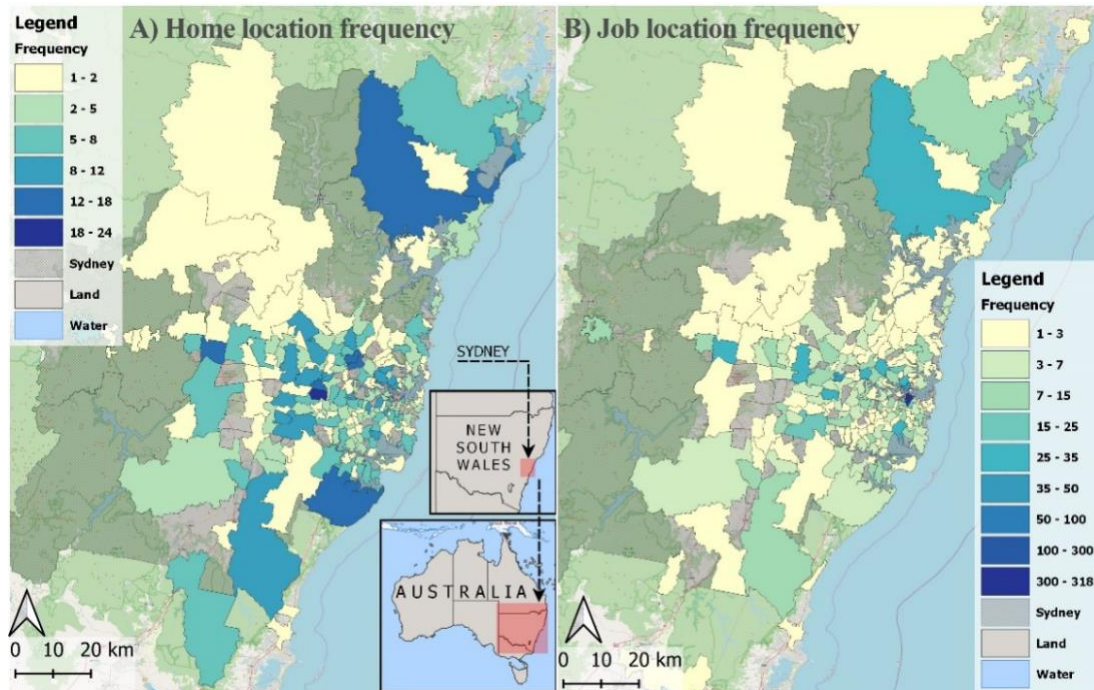 A) Home location frequency
Legend
Frequency
1 - 2
2 - 5
5 - 8
8 - 12
12 - 18
18 - 24
Sydney
Land
Water
0 10 20 km
SYDNEY
NEW
SOUTH
WALES
AUSTRALIA
B) Job location frequency
Legend
Frequency
1 - 3
3 - 7
7 - 15
15 - 25
25 - 35
35 - 50
50 - 100
100 - 300
300 - 318
Sydney
Land
Water
0 10 20 km